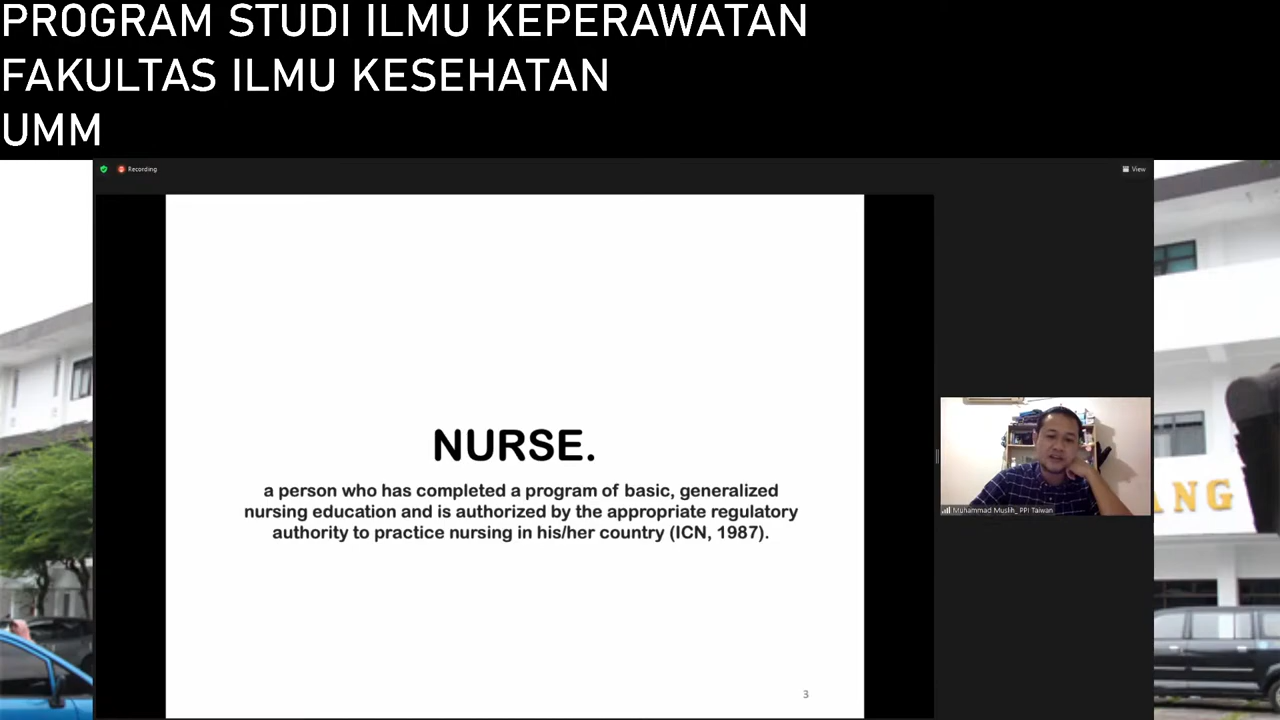 PROGRAM STUDI ILMU KEPERAWATAN
FAKULTAS ILMU KESEHATAN
UMM
Recording
View
NURSE.
a person who has completed a program of basic, generalized
nursing education and is authorized by the appropriate regulatory
authority to practice nursing in his/her country (ICN, 1987).
Muhammad Muslih_ PPI Taiwan
ANG
3